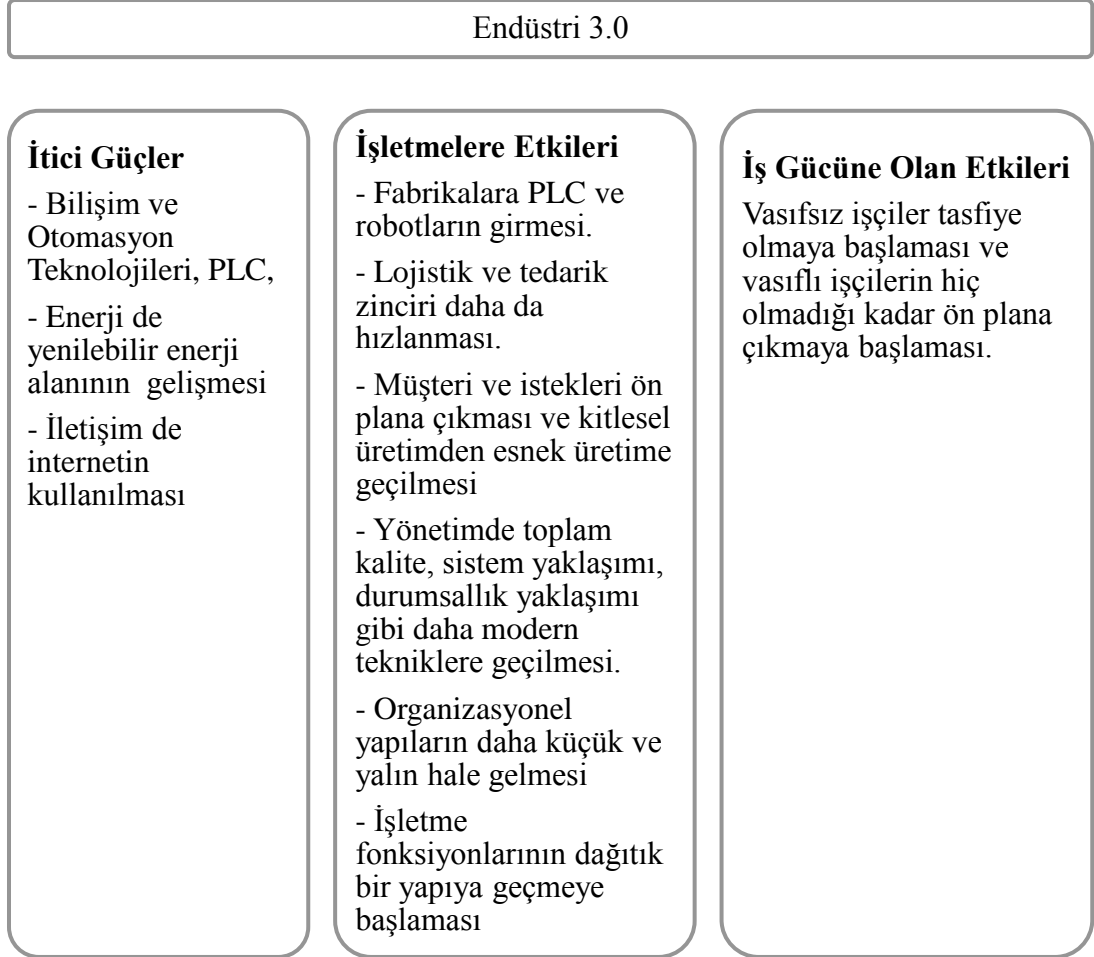 Endüstri 3.0
İtici Güçler
- Bilişim ve
Otomasyon
Teknolojileri, PLC,
- Enerji de
yenilebilir enerji
alanının gelişmesi
- İletişim de
internetin
kullanılması
İşletmelere Etkileri
- Fabrikalara PLC ve
robotların girmesi.
- Lojistik ve tedarik
zinciri daha da
hızlanması.
- Müşteri ve istekleri ön
plana çıkması ve kitlesel
üretimden esnek üretime
geçilmesi
- Yönetimde toplam
kalite, sistem yaklaşımı,
durumsallık yaklaşımı
gibi daha modern
tekniklere geçilmesi.
- Organizasyonel
yapıların daha küçük ve
yalın hale gelmesi
- İşletme
fonksiyonlarının dağıtık
bir yapıya geçmeye
başlaması
İş Gücüne Olan Etkileri
Vasıfsız işçiler tasfiye
olmaya başlaması ve
vasıflı işçilerin hiç
olmadığı kadar ön plana
çıkmaya başlaması.